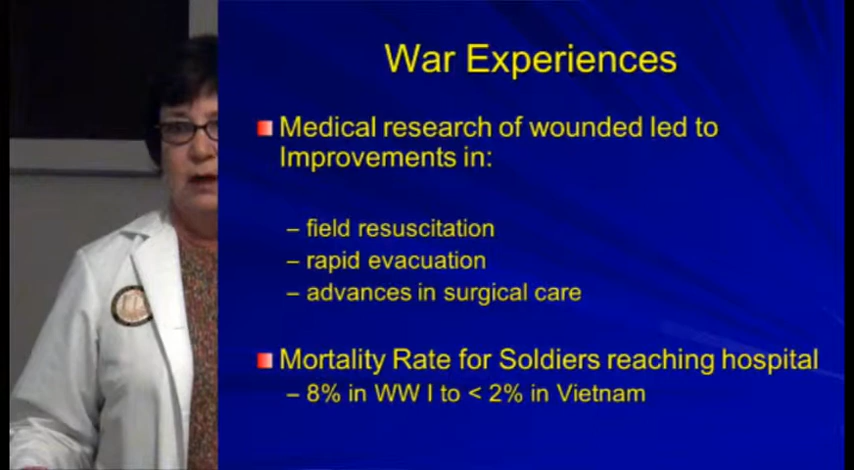 War Experiences
Medical research of wounded led to
Improvements in:
– field resuscitation
– rapid evacuation
– advances in surgical care
Mortality Rate for Soldiers reaching hospital
– 8% in WW I to < 2% in Vietnam